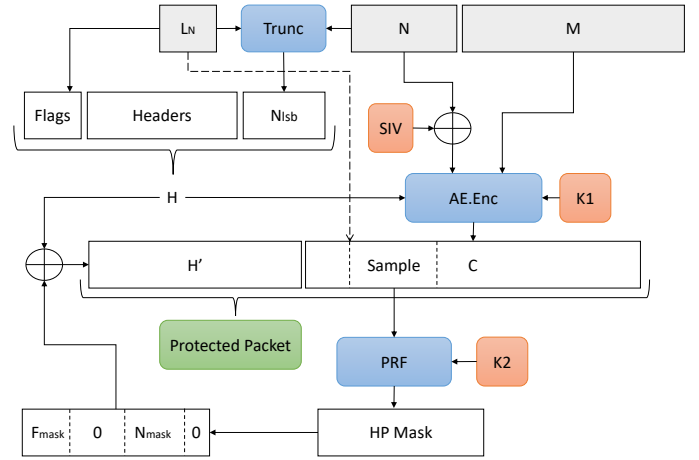 LN Trunc N M
Flags Headers Nlsb SIV
H AE.Enc K1
H' Sample C
Protected Packet PRF K2
Fmask 0 Nmask 0 HP Mask